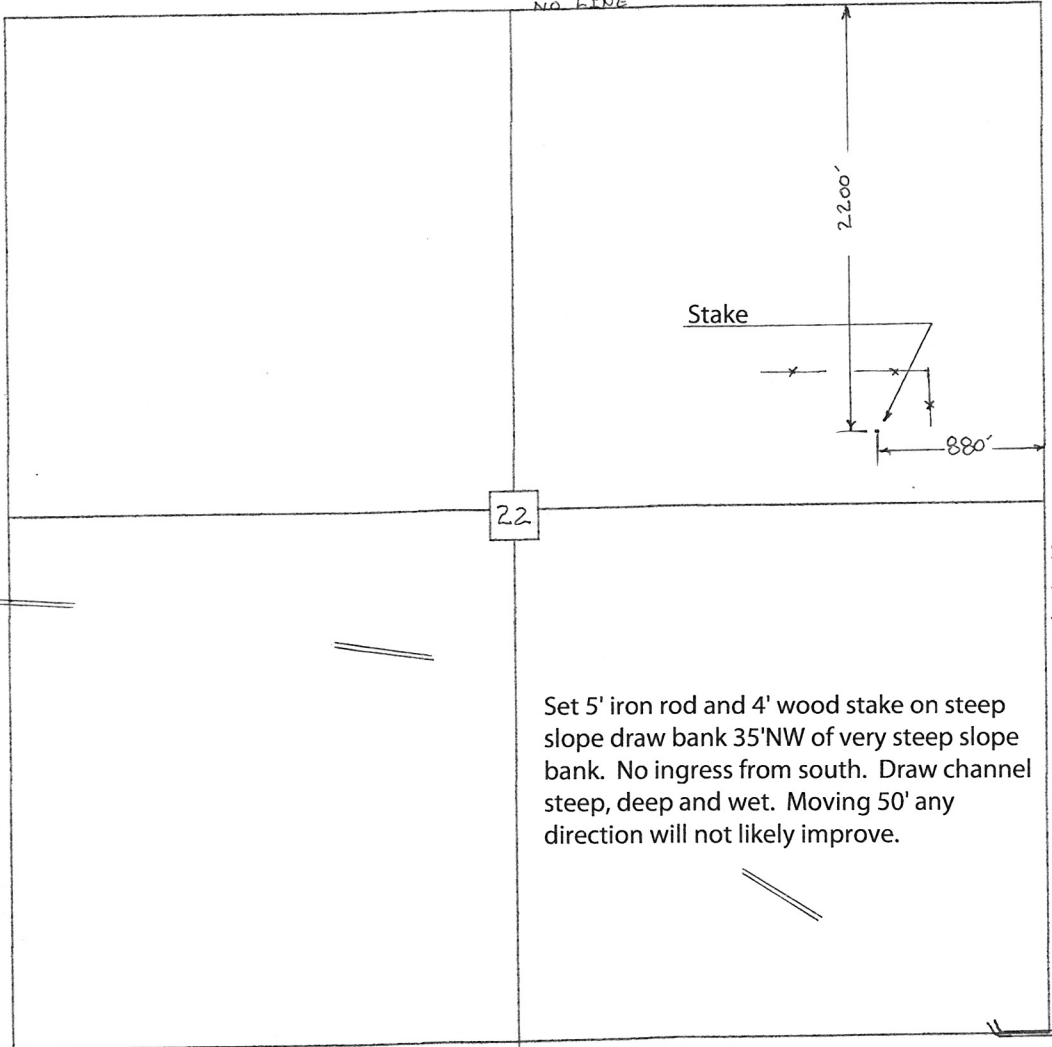 NO LINE
2200'
Stake
880'
22
Set 5' iron rod and 4' wood stake on steep
slope draw bank 35'NW of very steep slope
bank.  No ingress from south.  Draw channel
steep, deep and wet.  Moving 50' any
direction will not likely improve.